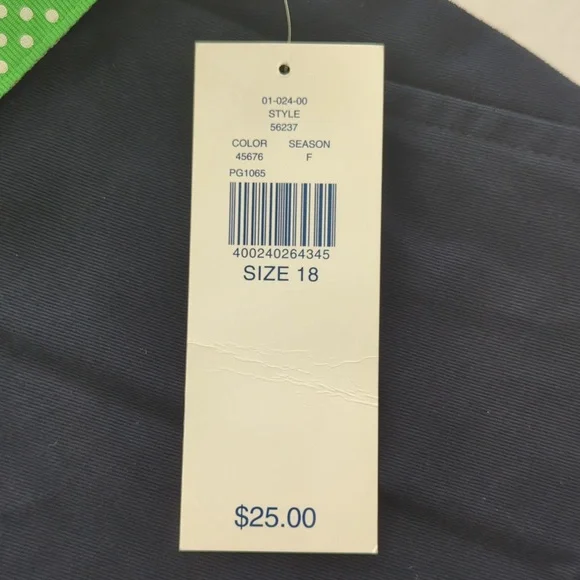 01-024-00
STYLE
56237
COLOR SEASON
45676 F
PG1065
400240264345
SIZE 18
$25.00